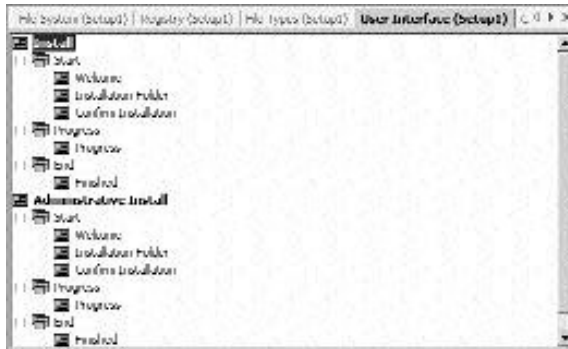 File System (Setup1) Registry (Setup1) File Types (Setup1) User Interface (Setup1)
Install
Start
Welcome
Installation Folder
Confirm Installation
Progress
Progress
End
Finished
Administrative Install
Start
Welcome
Installation Folder
Confirm Installation
Progress
Progress
End
Finished